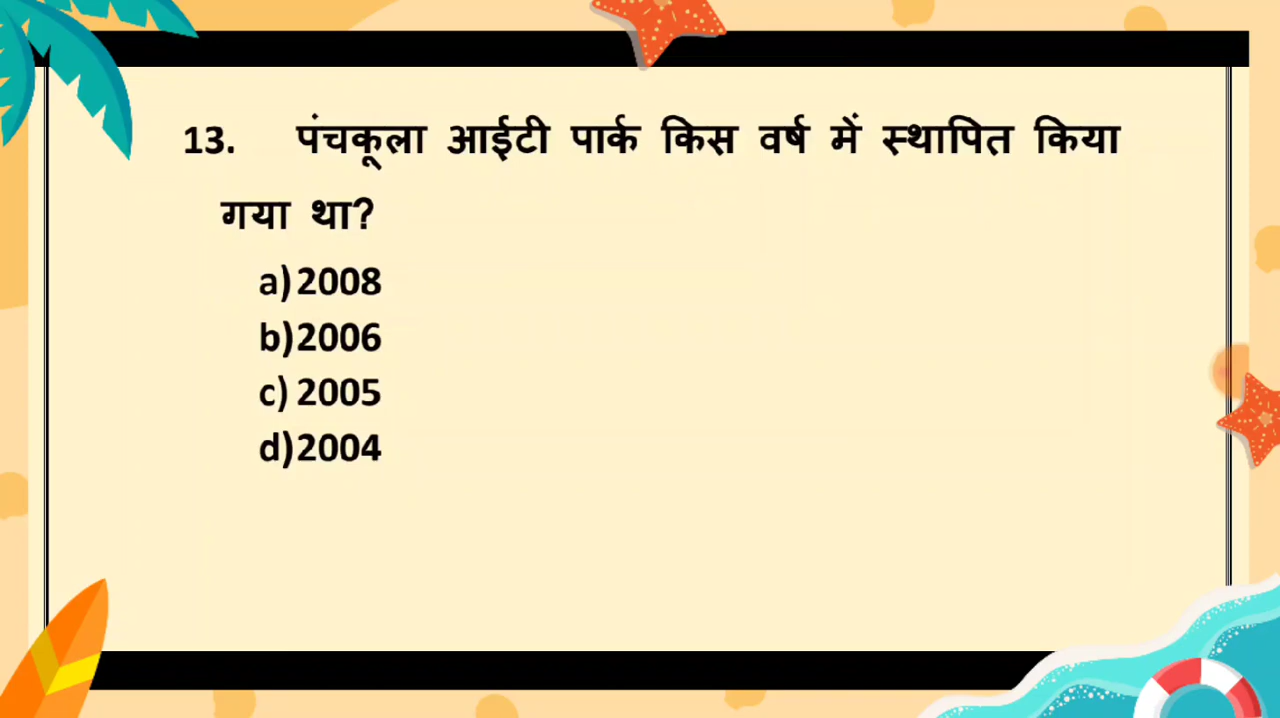 13. पंचकूला आईटी पार्क किस वर्ष में स्थापित किया
गया था?
a) 2008
b) 2006
c) 2005
d) 2004